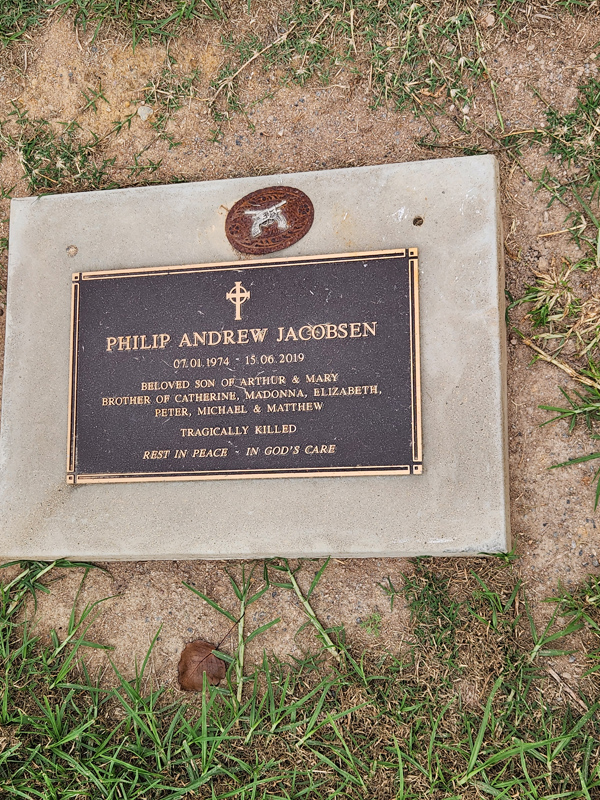 PHILIP ANDREW JACOBSEN
07.01.1974 - 15.06.2019
BELOVED SON OF ARTHUR & MARY
BROTHER OF CATHERINE, MADONNA, ELIZABETH,
PETER, MICHAEL & MATTHEW
TRAGICALLY KILLED
REST IN PEACE - IN GOD'S CARE